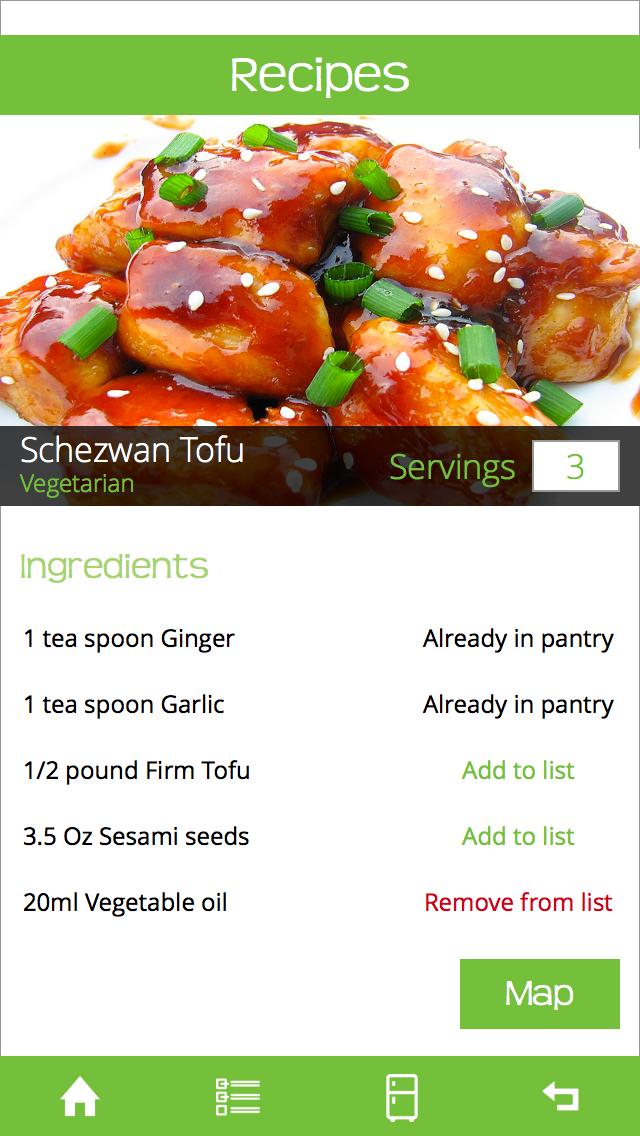 Recipes
Schezwan Tofu
Vegetarian
Servings 3
Ingredients
1 tea spoon Ginger Already in pantry
1 tea spoon Garlic Already in pantry
1/2 pound Firm Tofu Add to list
3.5 Oz Sesami seeds Add to list
20ml Vegetable oil Remove from list
Map